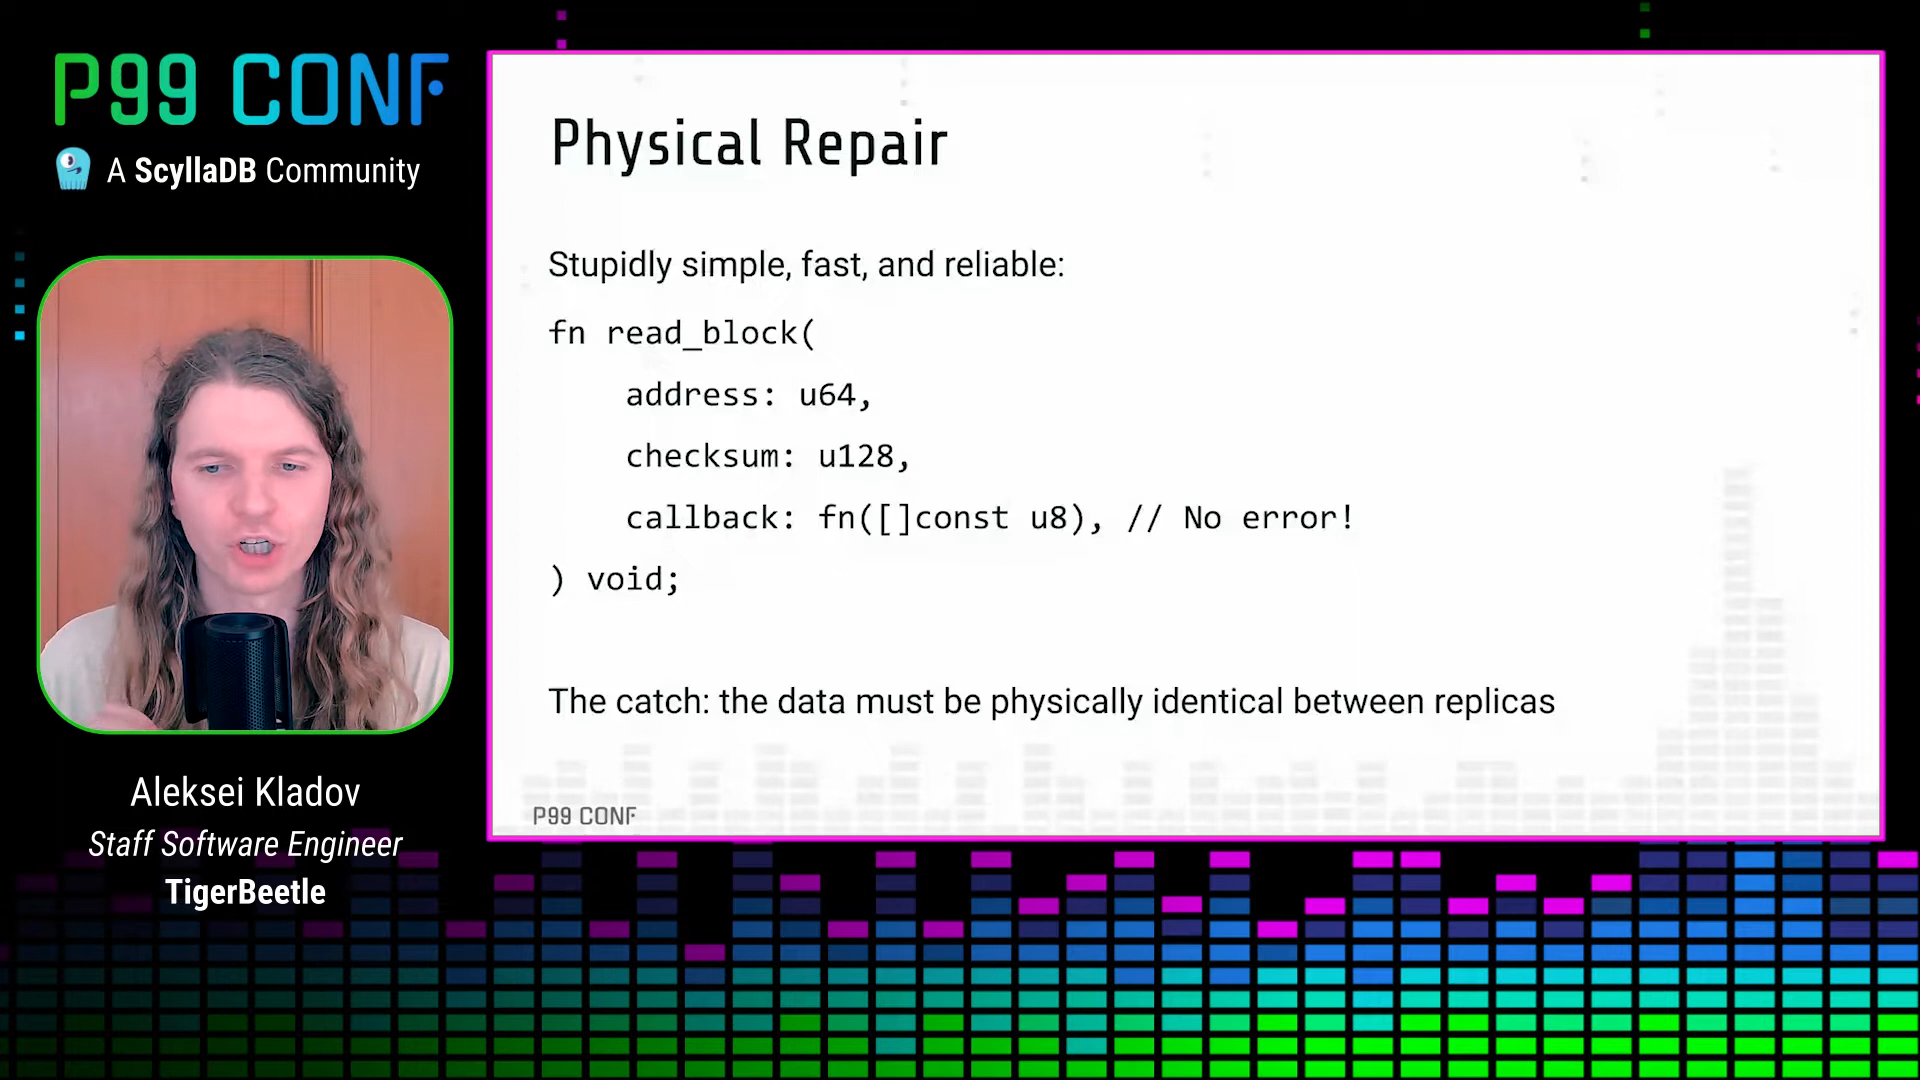 P99 CONF
A ScyllaDB Community
Aleksei Kladov
Staff Software Engineer
TigerBeetle
Physical Repair
Stupidly simple, fast, and reliable:
fn read_block(
    address: u64,
    checksum: u128,
    callback: fn([]const u8), // No error!
) void;
The catch: the data must be physically identical between replicas
P99 CONF